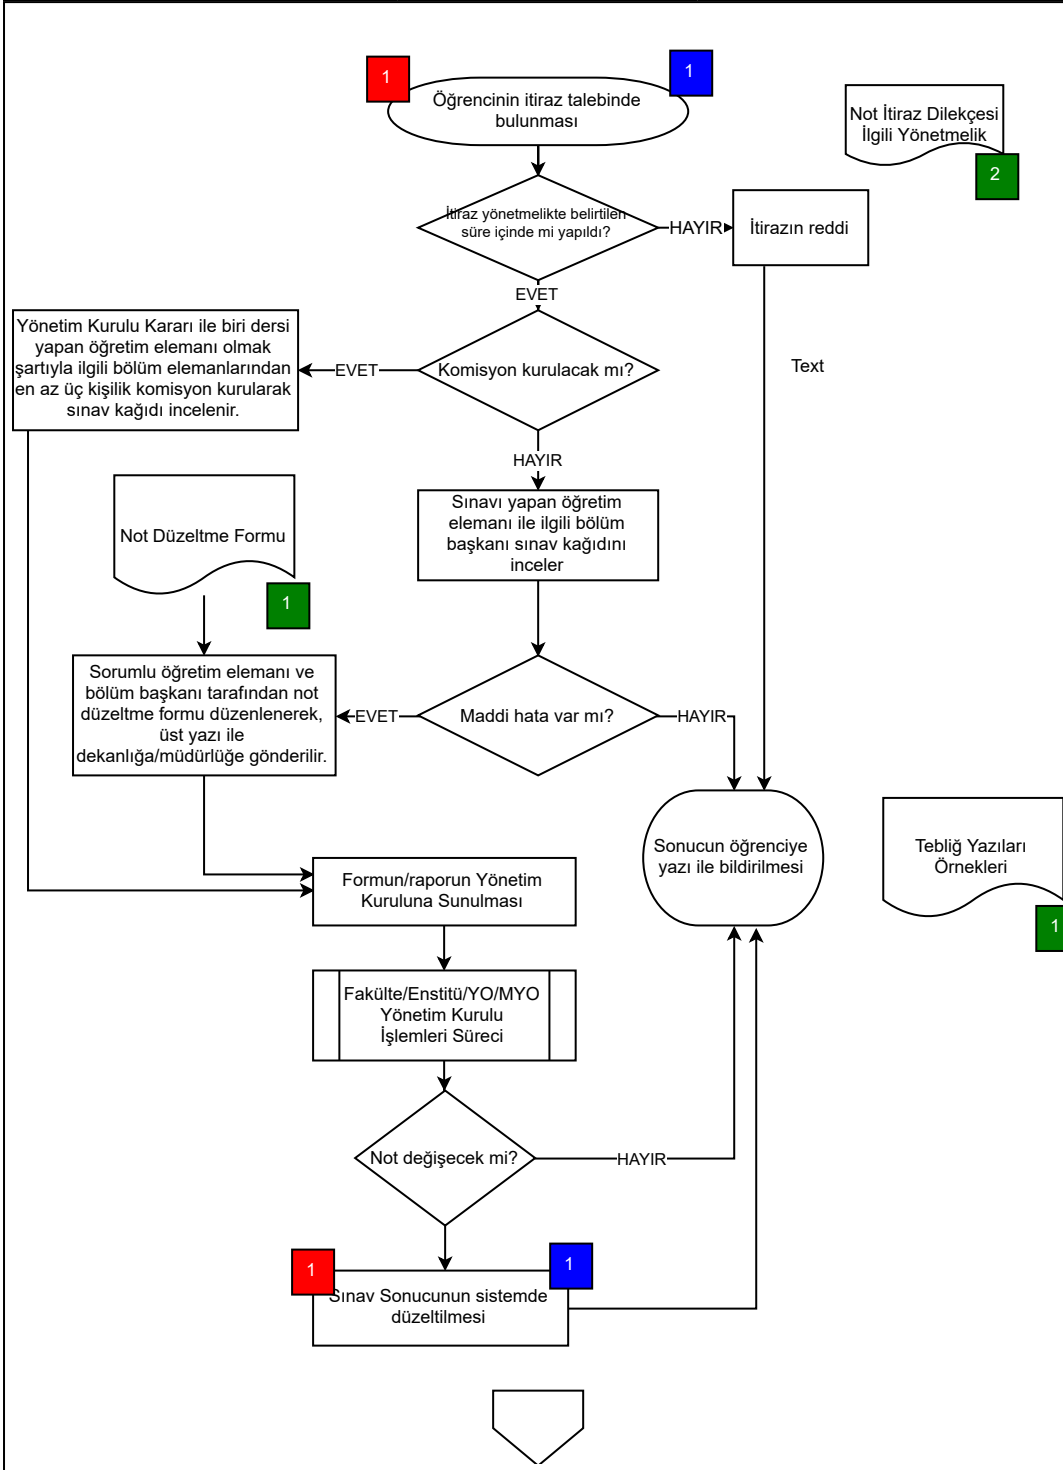 1
1
Öğrencinin itiraz talebinde
bulunması
Not İtiraz Dilekçesi
İlgili Yönetmelik
2
İtiraz yönetmelikte belirtilen
süre içinde mi yapıldı?
HAYIR
İtirazın reddi
EVET
Yönetim Kurulu Kararı ile biri dersi
yapan öğretim elemanı olmak
şartıyla ilgili bölüm elemanlarından
en az üç kişilik komisyon kurularak
sınav kağıdı incelenir.
EVET
Komisyon kurulacak mı?
Text
HAYIR
Sınavı yapan öğretim
elemanı ile ilgili bölüm
başkanı sınav kağıdını
inceler
Not Düzeltme Formu
1
Sorumlu öğretim elemanı ve
bölüm başkanı tarafından not
düzeltme formu düzenlenerek,
üst yazı ile
dekanlığa/müdürlüğe gönderilir.
EVET
Maddi hata var mı?
HAYIR
Sonucun öğrenciye
yazı ile bildirilmesi
Tebliğ Yazıları
Örnekleri
1
Formun/raporun Yönetim
Kuruluna Sunulması
Fakülte/Enstitü/YO/MYO
Yönetim Kurulu
İşlemleri Süreci
Not değişecek mi?
HAYIR
1
1
Sınav Sonucunun sistemde
düzeltilmesi